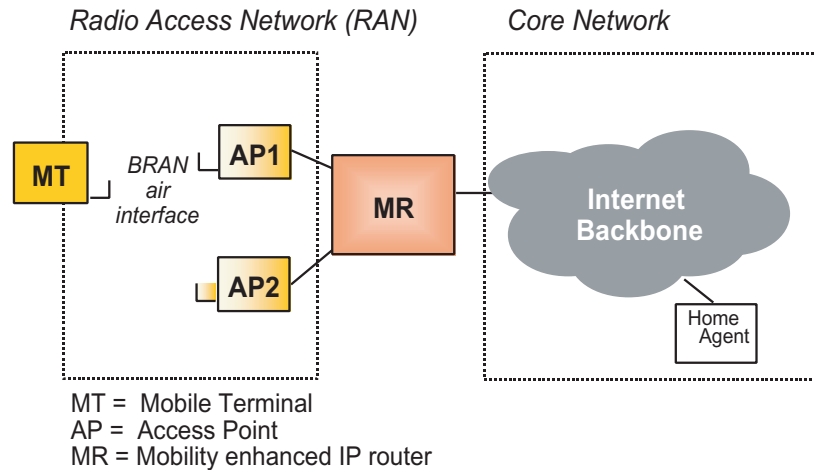 Radio Access Network (RAN)
Core Network
MT
BRAN
air
interface
AP1
AP2
MR
Internet
Backbone
Home
Agent
MT = Mobile Terminal
AP = Access Point
MR = Mobility enhanced IP router